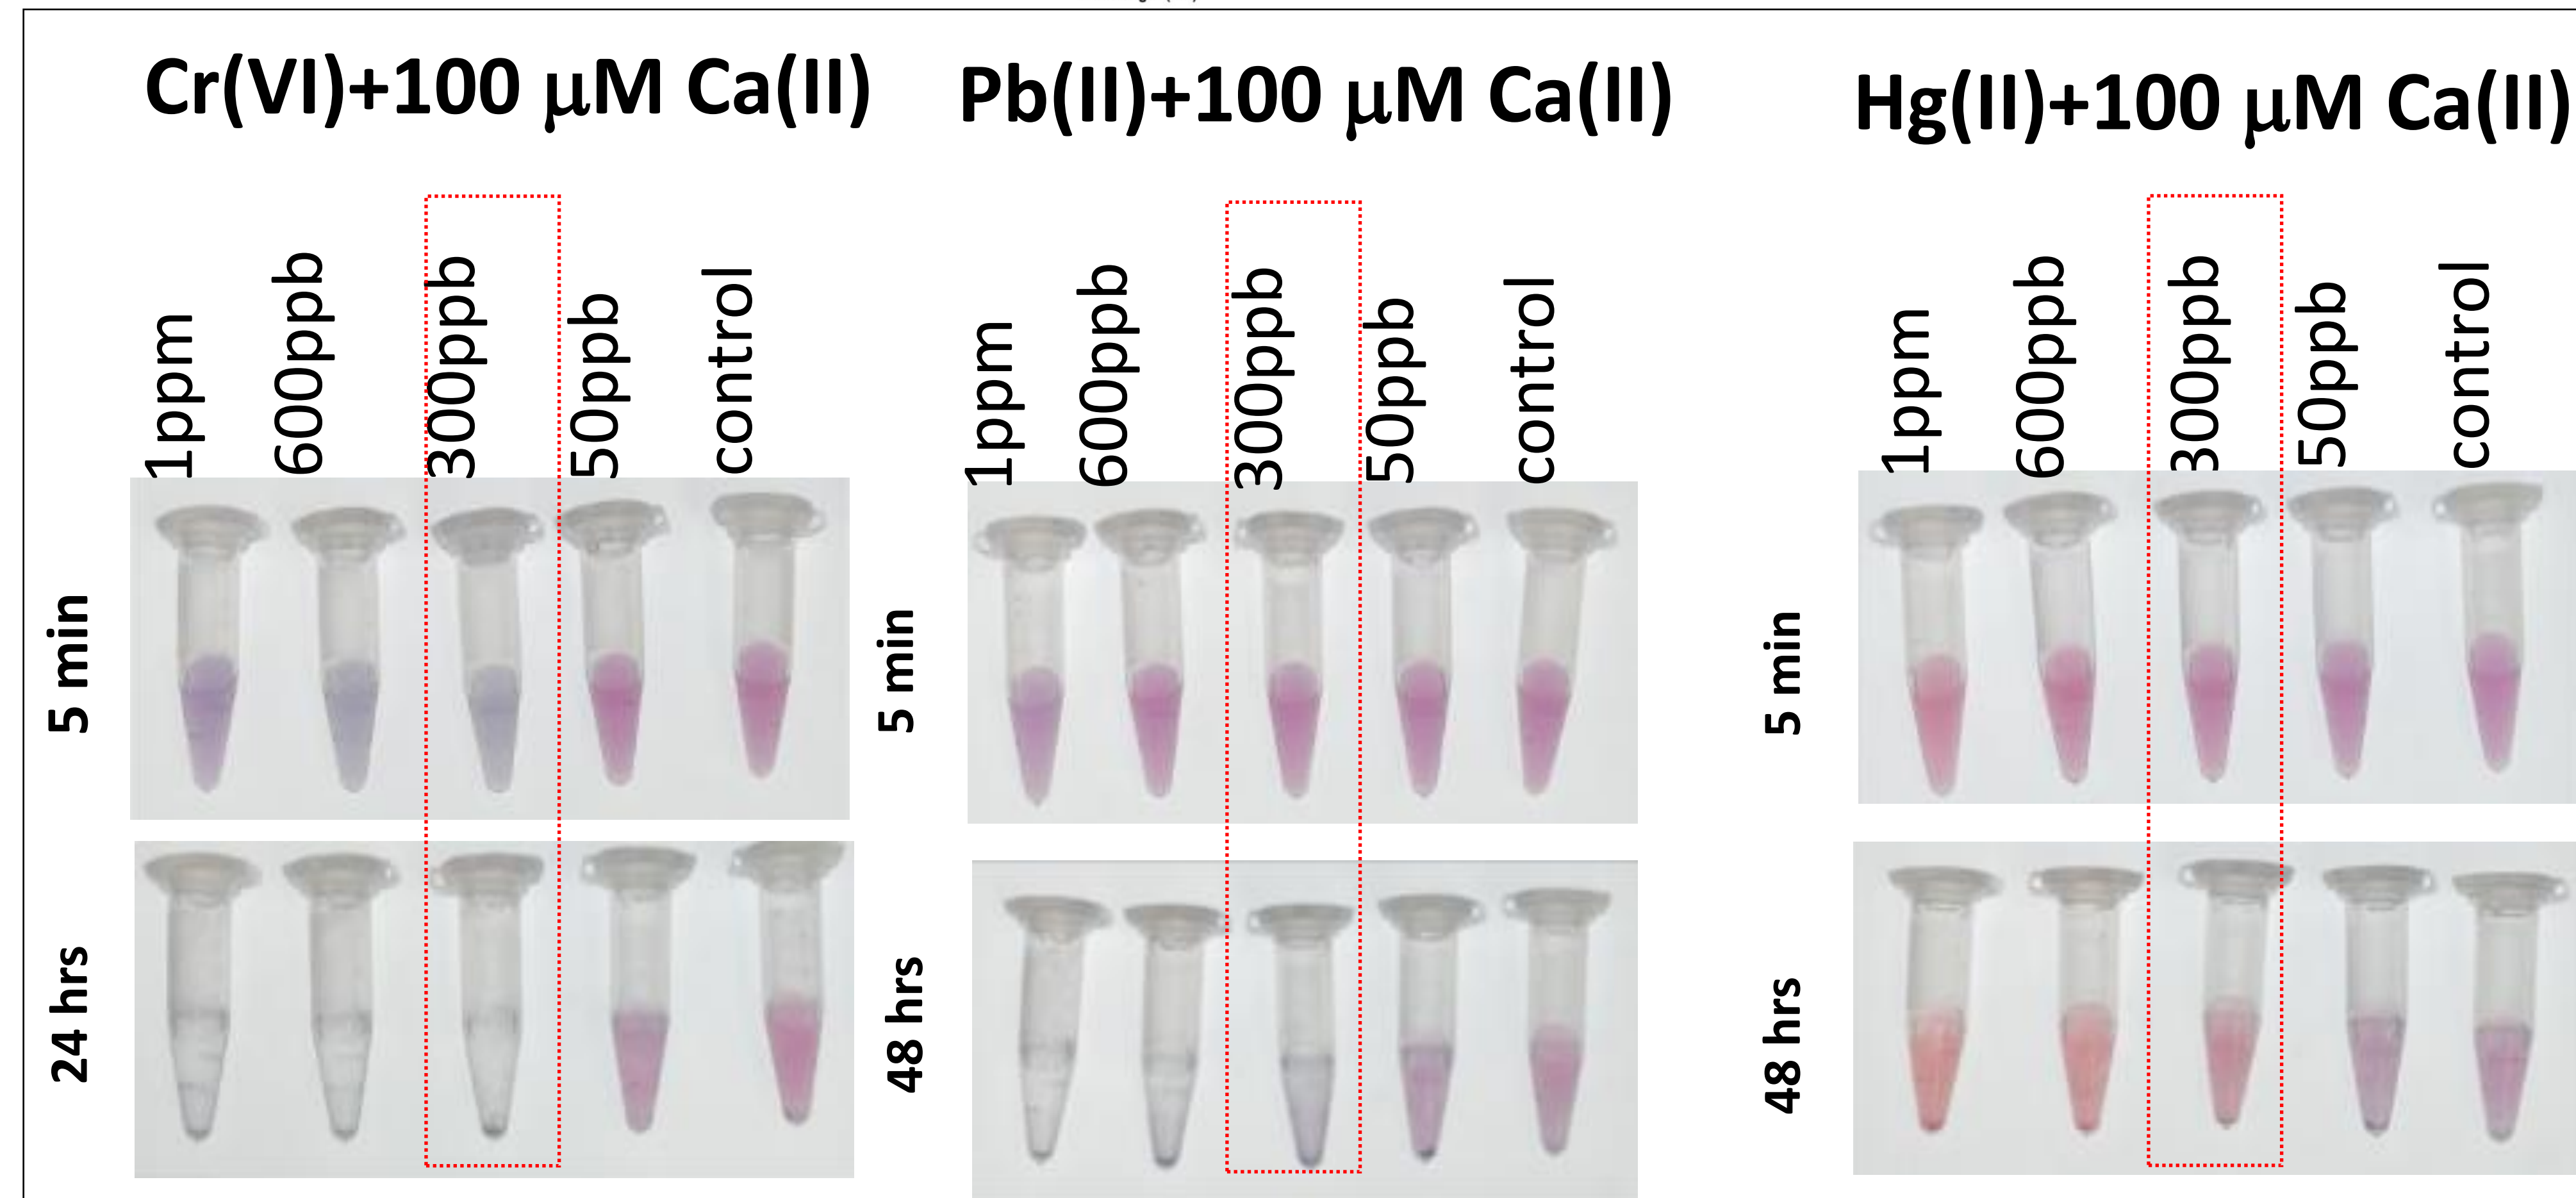 Cr(VI)+100 μM Ca(II)
Pb(II)+100 μM Ca(II)
Hg(II)+100 μM Ca(II)
1ppm
600ppb
300ppb
50ppb
control
1ppm
600ppb
300ppb
50ppb
control
1ppm
600ppb
300ppb
50ppb
control
5 min
5 min
5 min
24 hrs
48 hrs
48 hrs